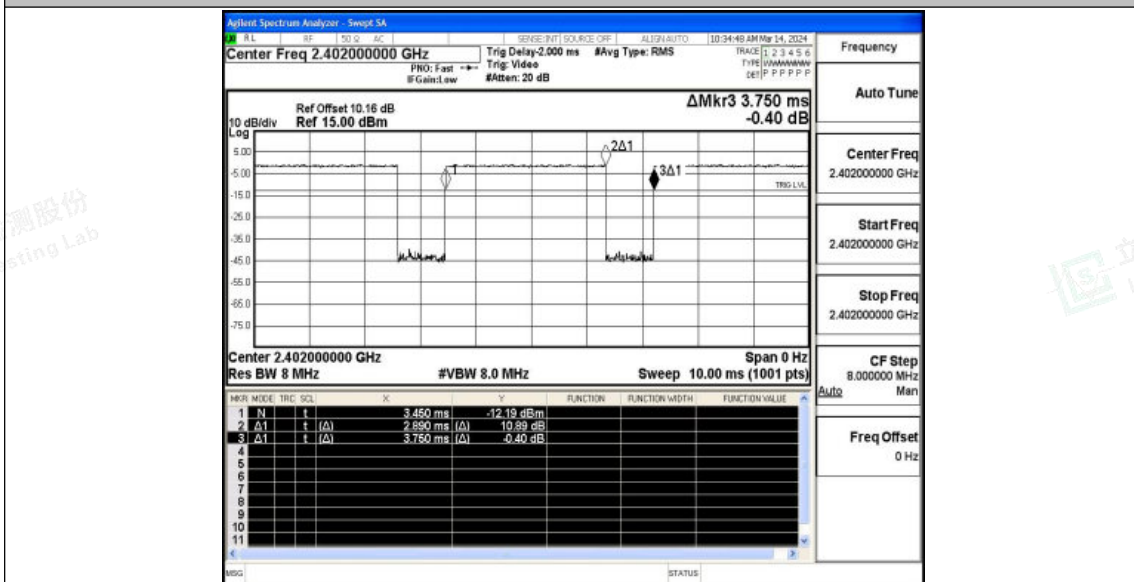 Agilent Spectrum Analyzer - Swept SA
RL RF 50 Ω AC SENSE:INT SOURCE OFF ALIGNAUTO 10:34:48 AM Mar 14, 2024
Center Freq 2.402000000 GHz
PNO: Fast
IFGain:Low
Trig Delay-2.000 ms #Avg Type: RMS
Trig: Video
#Atten: 20 dB
TRACE 1 2 3 4 5 6
TYPE
DET P P P P P P
Frequency
Auto Tune
Center Freq
2.402000000 GHz
Start Freq
2.402000000 GHz
Stop Freq
2.402000000 GHz
CF Step
8.000000 MHz
Auto Man
Freq Offset
0 Hz
ΔMkr3 3.750 ms
-0.40 dB
Ref Offset 10.16 dB
10 dB/div Ref 15.00 dBm
Log
5.00
-5.00
-15.0
-25.0
-35.0
-45.0
-55.0
-65.0
-75.0
2Δ1
3Δ1
TRIG LVL
Center 2.402000000 GHz Span 0 Hz
Res BW 8 MHz #VBW 8.0 MHz Sweep 10.00 ms (1001 pts)
MKR MODE TRC SCL X Y FUNCTION FUNCTION WIDTH FUNCTION VALUE
1 N t 3.450 ms -12.19 dBm
2 Δ1 t (Δ) 2.890 ms (Δ) 10.89 dB
3 Δ1 t (Δ) 3.750 ms (Δ) -0.40 dB
4
5
6
7
8
9
10
11
MSG STATUS
测股份
sting Lab
立